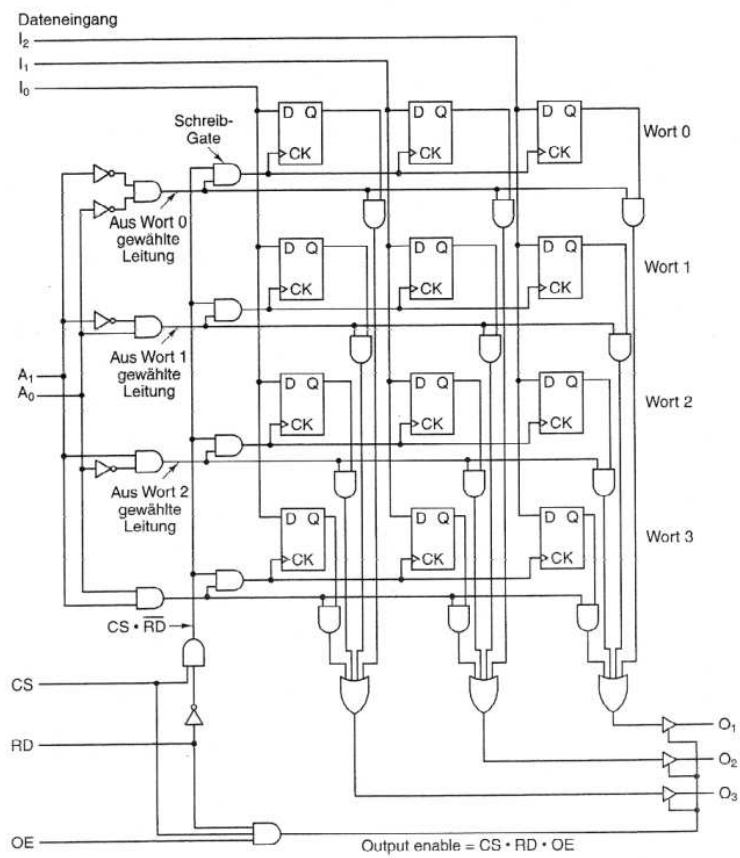 Dateneingang
I₂
I₁
I₀
Schreib-
Gate
D Q
CK
D Q
CK
D Q
CK
Wort 0
Aus Wort 0
gewählte
Leitung
D Q
CK
D Q
CK
D Q
CK
Wort 1
Aus Wort 1
gewählte
Leitung
A₁
A₀
D Q
CK
D Q
CK
D Q
CK
Wort 2
Aus Wort 2
gewählte
Leitung
D Q
CK
D Q
CK
D Q
CK
Wort 3
CS • R̅D̅
CS
RD
OE
O₁
O₂
O₃
Output enable = CS • RD • OE